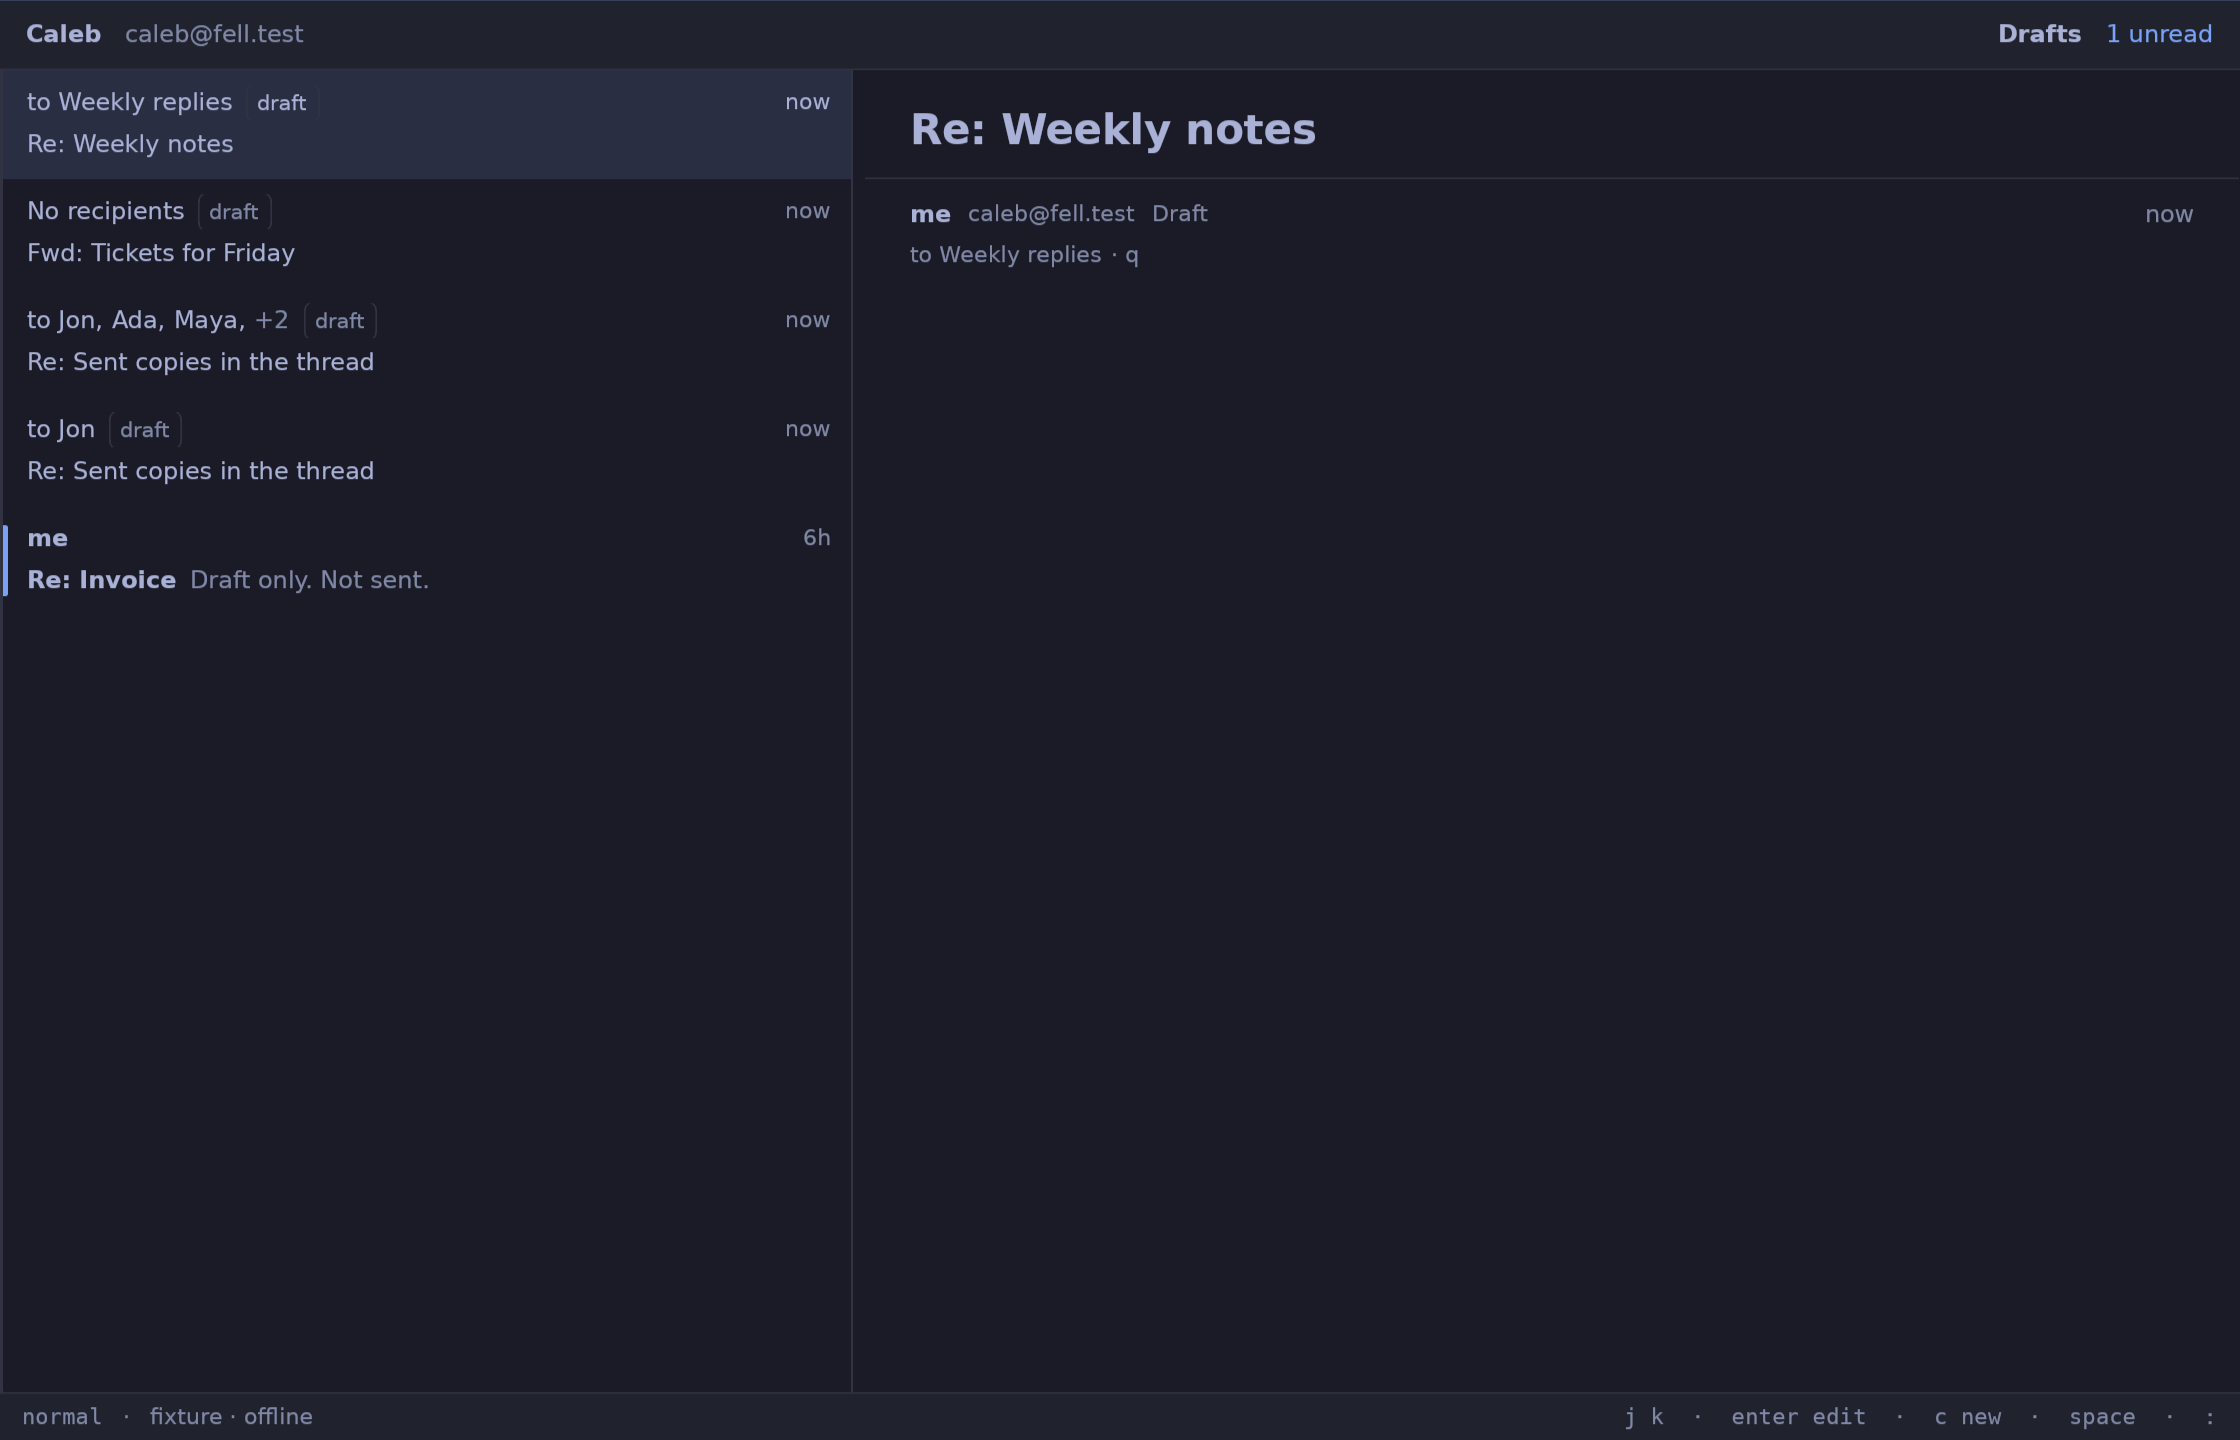 Caleb caleb@fell.test
Drafts 1 unread
to Weekly replies draft now
Re: Weekly notes
No recipients draft now
Fwd: Tickets for Friday
to Jon, Ada, Maya, +2 draft now
Re: Sent copies in the thread
to Jon draft now
Re: Sent copies in the thread
me 6h
Re: Invoice Draft only. Not sent.
Re: Weekly notes
me caleb@fell.test Draft now
to Weekly replies · q
normal · fixture · offline
j k · enter edit · c new · space · :